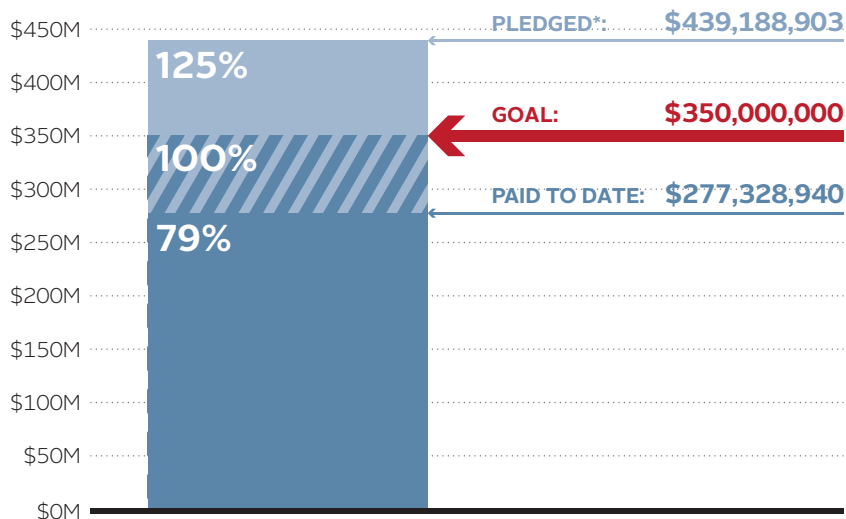 $450M
PLEDGED*: $439,188,903
125%
$400M
GOAL: $350,000,000
$350M
100%
$300M
PAID TO DATE: $277,328,940
79%
$250M
$200M
$150M
$100M
$50M
$0M